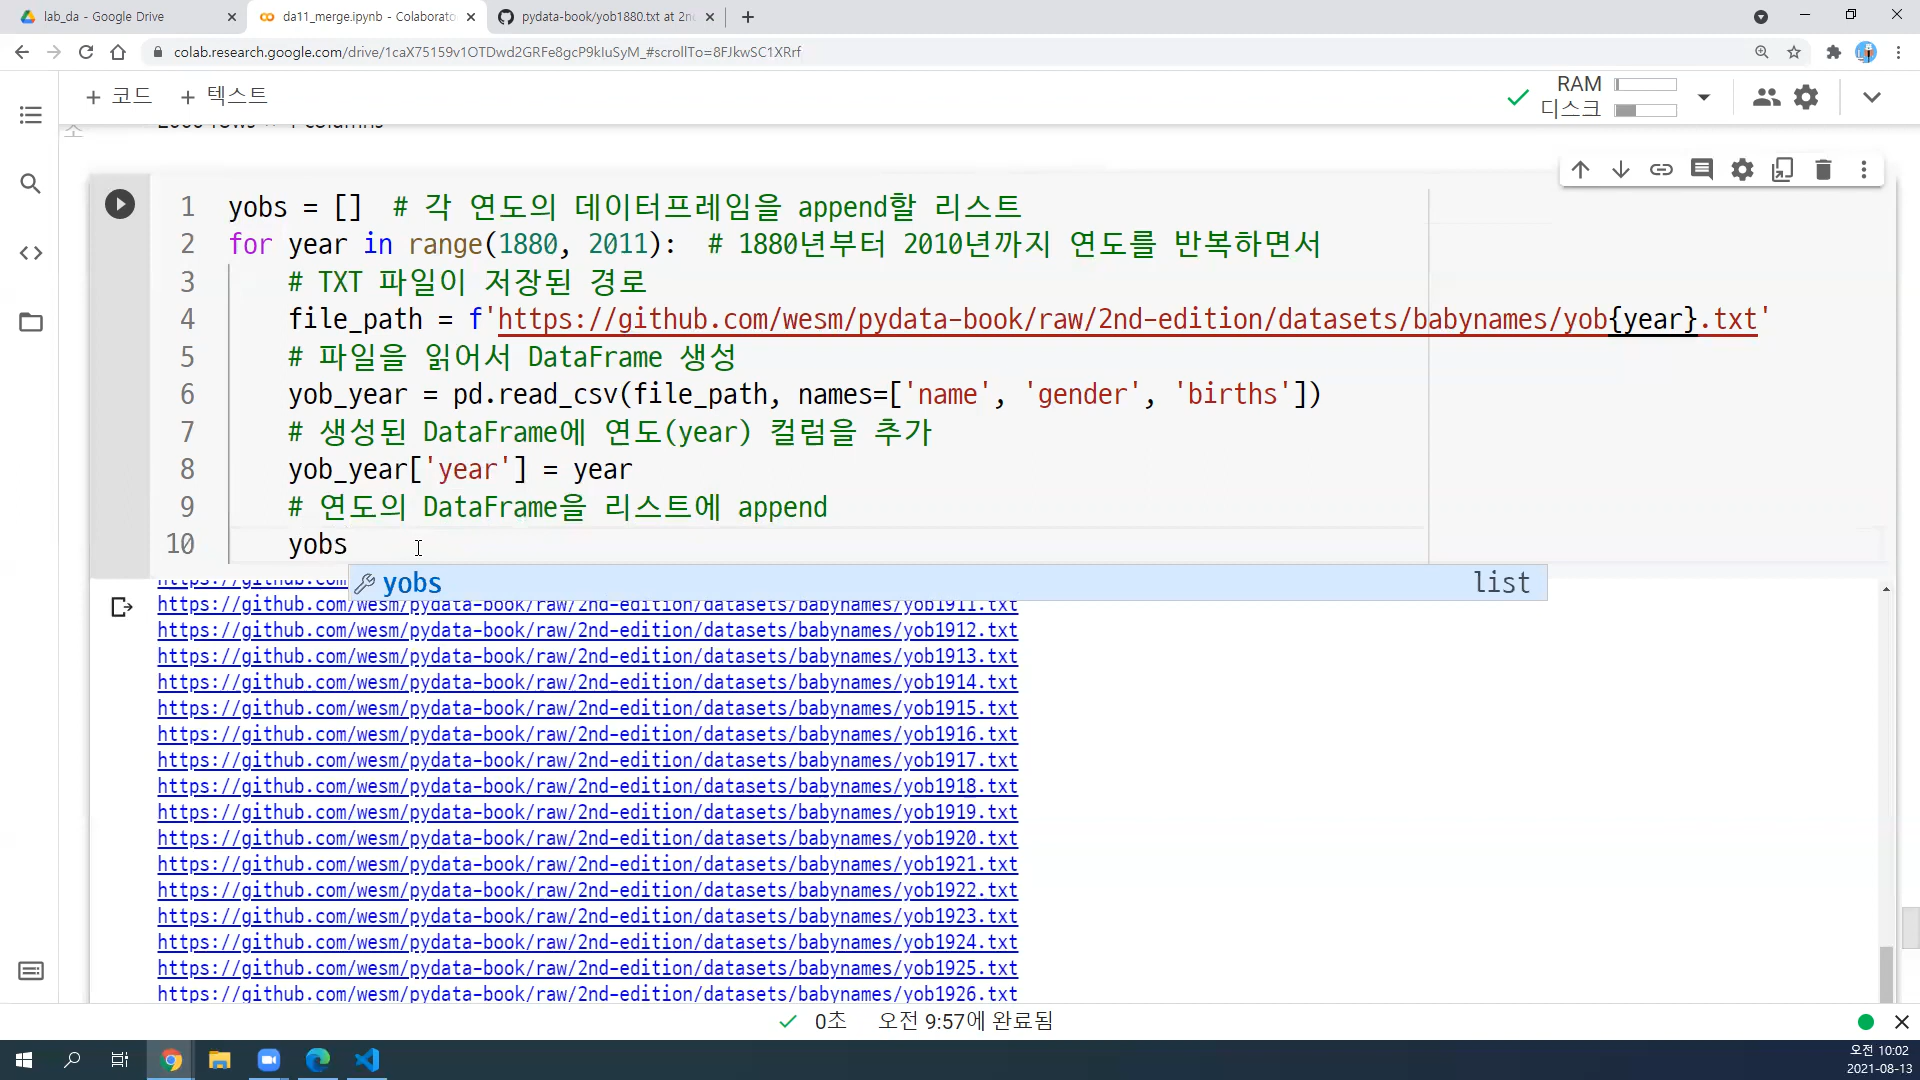 lab_da - Google Drive
da11_merge.ipynb - Colaborato
pydata-book/yob1880.txt at 2n
colab.research.google.com/drive/1caX75159v1OTDwd2GRFe8gcP9kIuSyM_#scrollTo=8FJkwSC1XRrf
+ 코드 + 텍스트
RAM
디스크
1 yobs = [] # 각 연도의 데이터프레임을 append할 리스트
2 for year in range(1880, 2011): # 1880년부터 2010년까지 연도를 반복하면서
3 # TXT 파일이 저장된 경로
4 file_path = f'https://github.com/wesm/pydata-book/raw/2nd-edition/datasets/babynames/yob{year}.txt'
5 # 파일을 읽어서 DataFrame 생성
6 yob_year = pd.read_csv(file_path, names=['name', 'gender', 'births'])
7 # 생성된 DataFrame에 연도(year) 컬럼을 추가
8 yob_year['year'] = year
9 # 연도의 DataFrame을 리스트에 append
10 yobs
yobs list
https://github.com/wesm/pydata-book/raw/2nd-edition/datasets/babynames/yob1911.txt
https://github.com/wesm/pydata-book/raw/2nd-edition/datasets/babynames/yob1912.txt
https://github.com/wesm/pydata-book/raw/2nd-edition/datasets/babynames/yob1913.txt
https://github.com/wesm/pydata-book/raw/2nd-edition/datasets/babynames/yob1914.txt
https://github.com/wesm/pydata-book/raw/2nd-edition/datasets/babynames/yob1915.txt
https://github.com/wesm/pydata-book/raw/2nd-edition/datasets/babynames/yob1916.txt
https://github.com/wesm/pydata-book/raw/2nd-edition/datasets/babynames/yob1917.txt
https://github.com/wesm/pydata-book/raw/2nd-edition/datasets/babynames/yob1918.txt
https://github.com/wesm/pydata-book/raw/2nd-edition/datasets/babynames/yob1919.txt
https://github.com/wesm/pydata-book/raw/2nd-edition/datasets/babynames/yob1920.txt
https://github.com/wesm/pydata-book/raw/2nd-edition/datasets/babynames/yob1921.txt
https://github.com/wesm/pydata-book/raw/2nd-edition/datasets/babynames/yob1922.txt
https://github.com/wesm/pydata-book/raw/2nd-edition/datasets/babynames/yob1923.txt
https://github.com/wesm/pydata-book/raw/2nd-edition/datasets/babynames/yob1924.txt
https://github.com/wesm/pydata-book/raw/2nd-edition/datasets/babynames/yob1925.txt
https://github.com/wesm/pydata-book/raw/2nd-edition/datasets/babynames/yob1926.txt
0초 오전 9:57에 완료됨
오전 10:02
2021-08-13